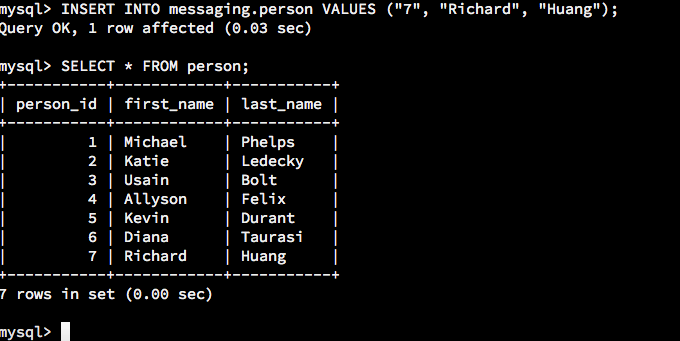 mysql> INSERT INTO messaging.person VALUES ("7", "Richard", "Huang");
Query OK, 1 row affected (0.03 sec)
mysql> SELECT * FROM person;
+-----------+------------+-----------+
| person_id | first_name | last_name |
+-----------+------------+-----------+
|         1 | Michael    | Phelps    |
|         2 | Katie      | Ledecky   |
|         3 | Usain      | Bolt      |
|         4 | Allyson    | Felix     |
|         5 | Kevin      | Durant    |
|         6 | Diana      | Taurasi   |
|         7 | Richard    | Huang     |
+-----------+------------+-----------+
7 rows in set (0.00 sec)
mysql>